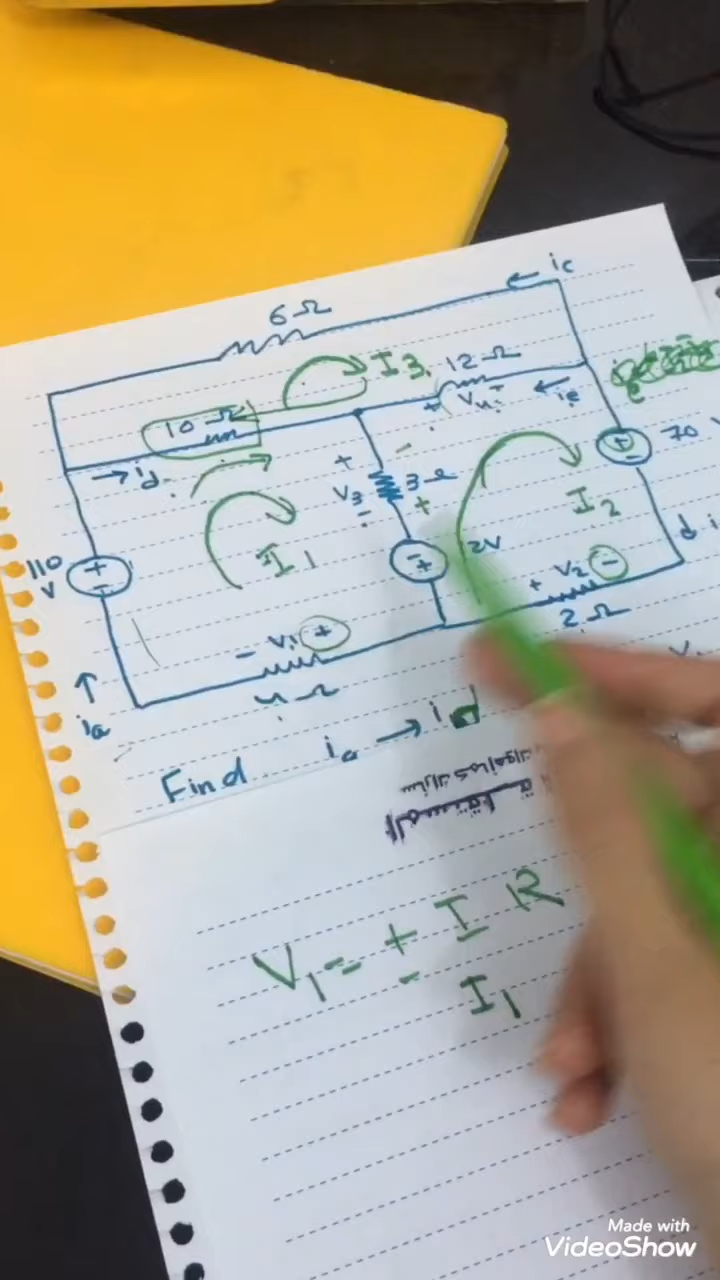 ic
6Ω
I3
12Ω
+ V4 -
ie
10Ω
id
+ V3 -
3Ω
70 V
I2
I1
110 V
- +
2V
+ V2 -
2Ω
- V1 +
4Ω
ia
Find ia → id
V1 = ± I R
I1
Made with
VideoShow